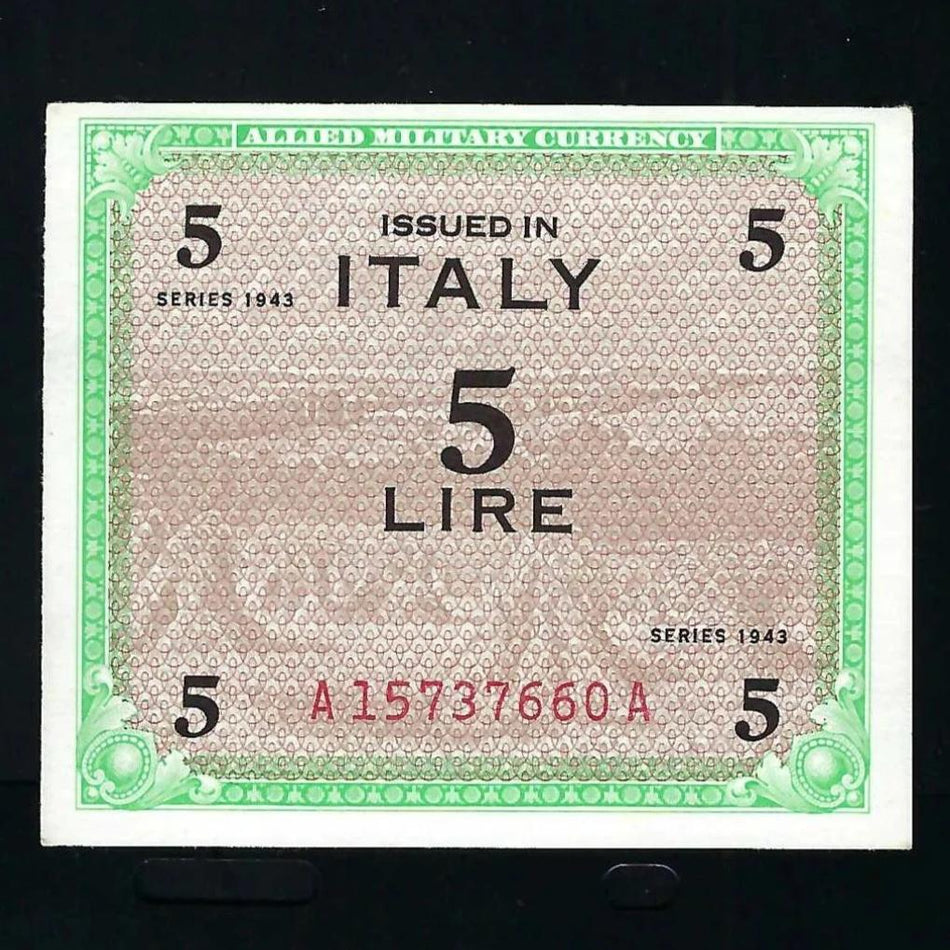 ALLIED MILITARY CURRENCY
5 ISSUED IN 5
SERIES 1943 ITALY
5
LIRE
SERIES 1943
5 A15737660A 5